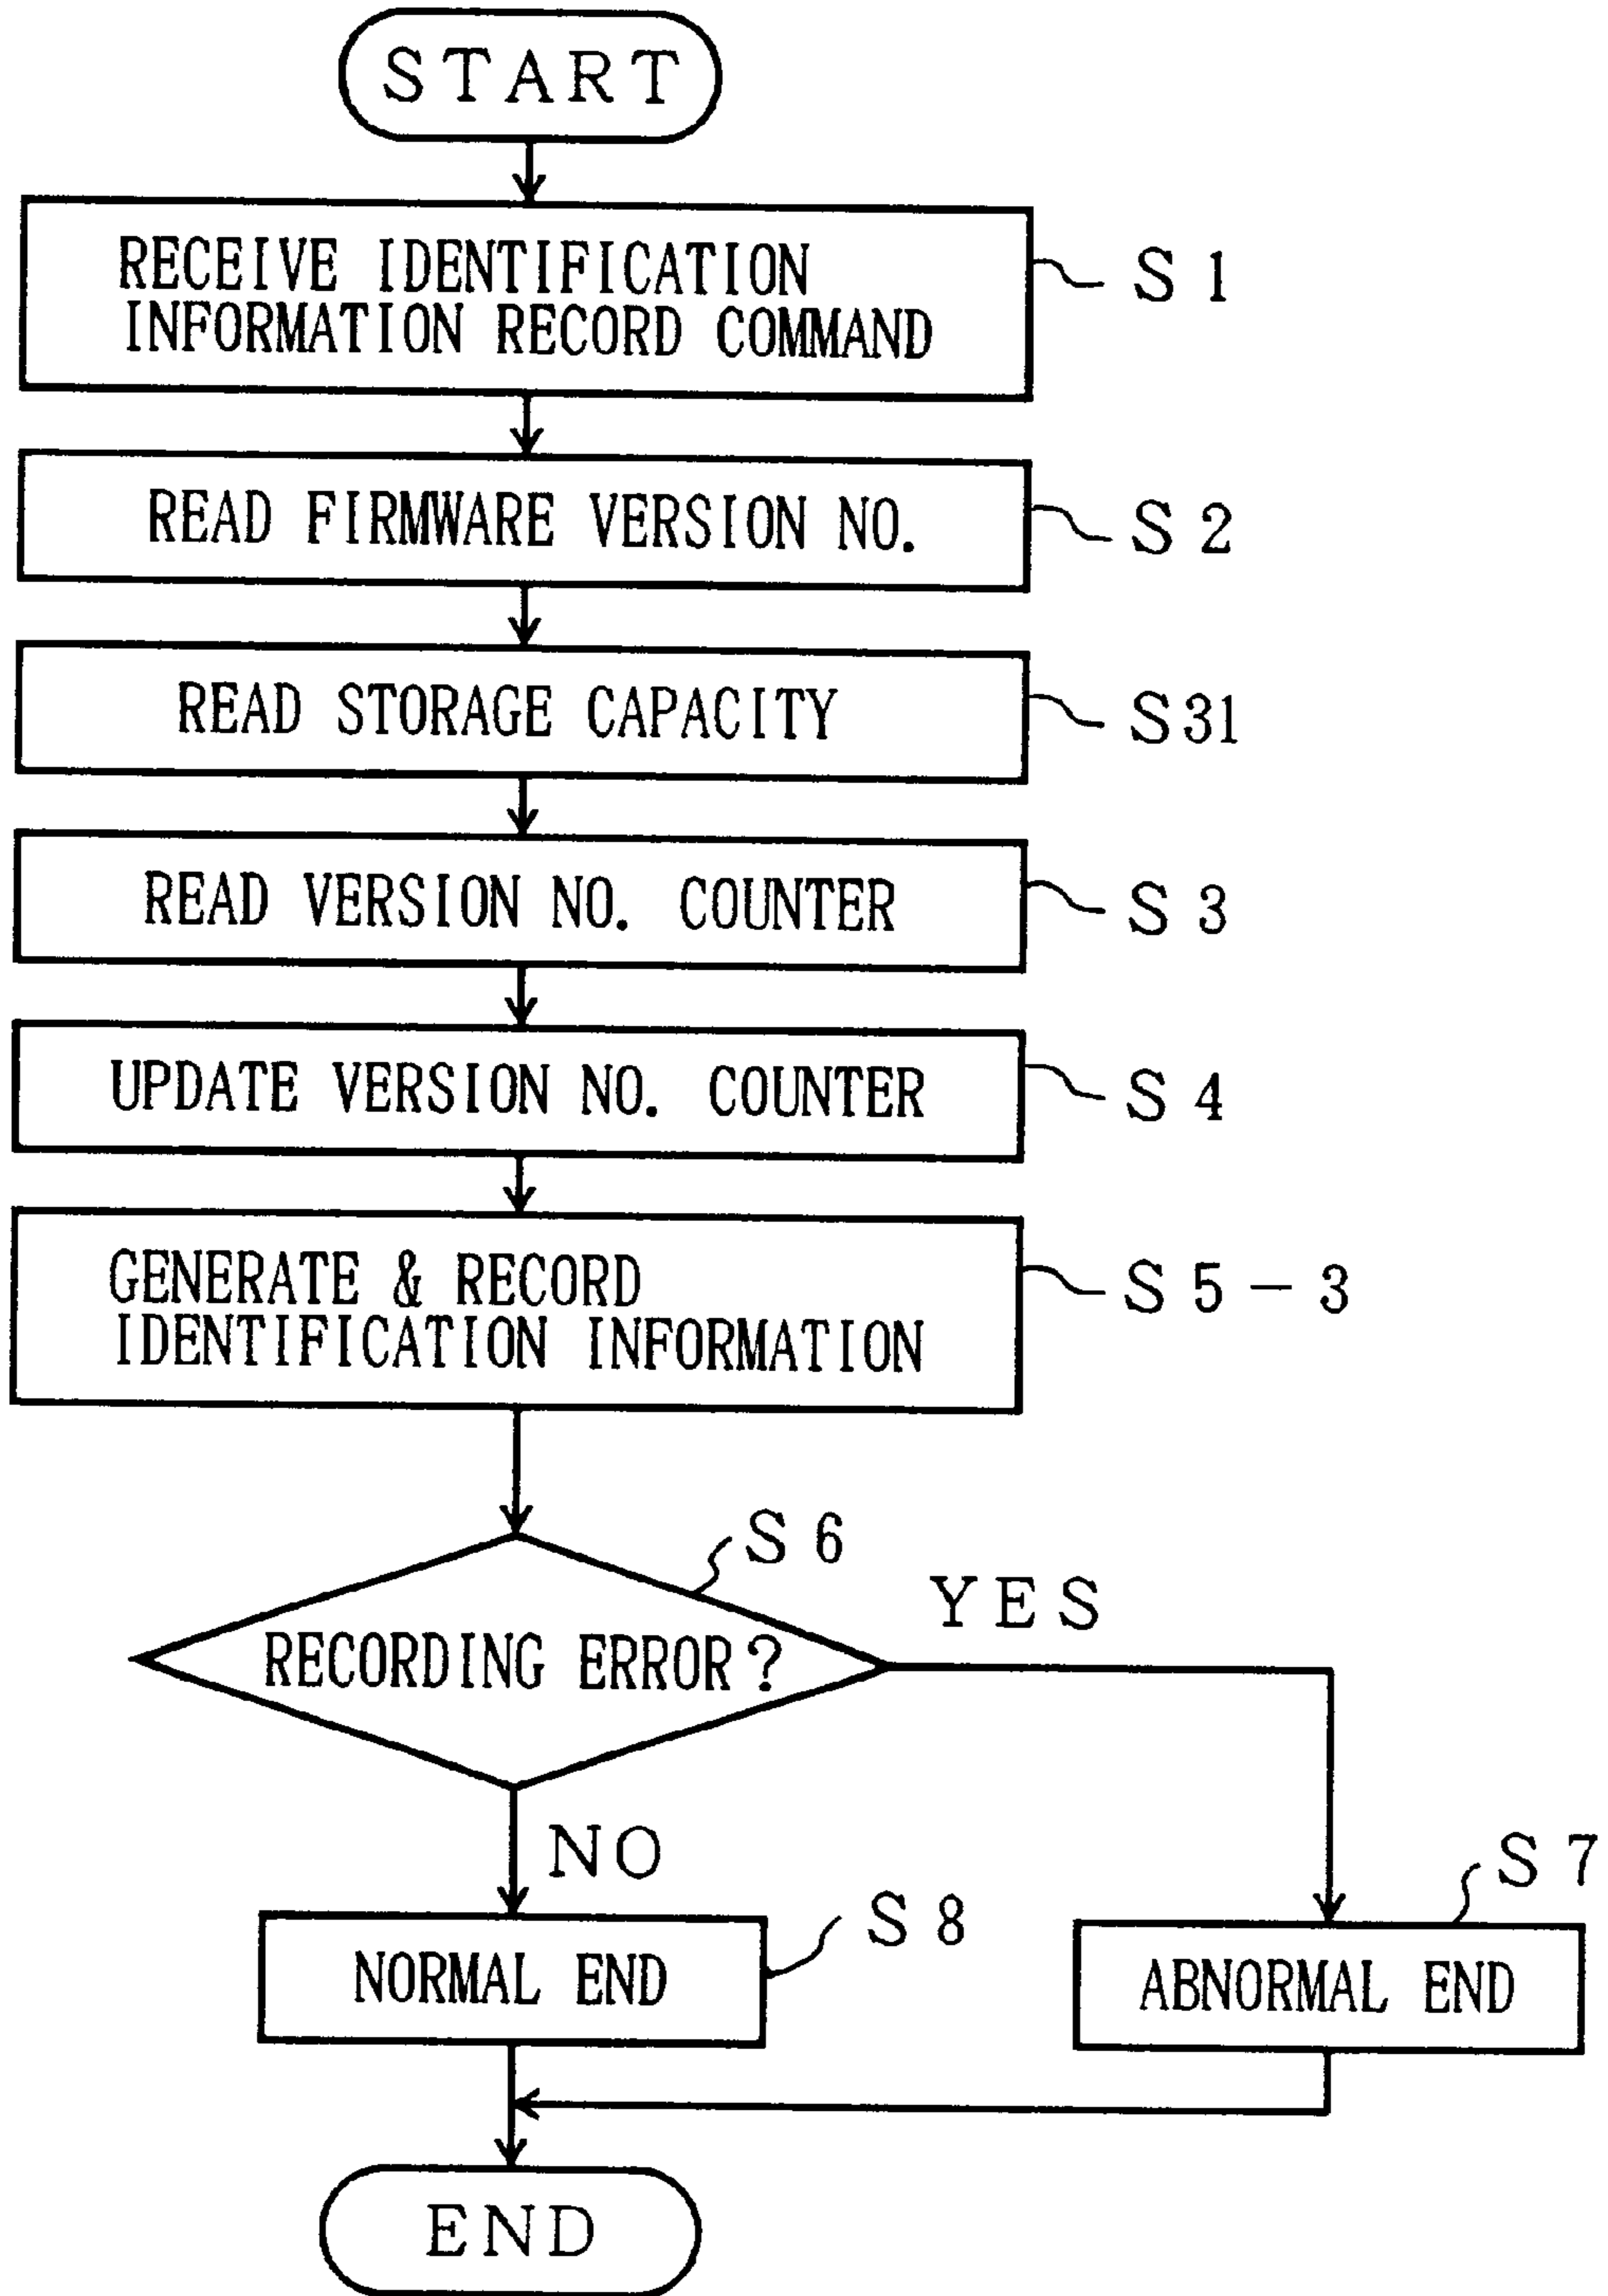 START
RECEIVE IDENTIFICATION
INFORMATION RECORD COMMAND
S1
READ FIRMWARE VERSION NO.
S2
READ STORAGE CAPACITY
S31
READ VERSION NO. COUNTER
S3
UPDATE VERSION NO. COUNTER
S4
GENERATE & RECORD
IDENTIFICATION INFORMATION
S5-3
S6
RECORDING ERROR?
YES
NO
S8
NORMAL END
S7
ABNORMAL END
END